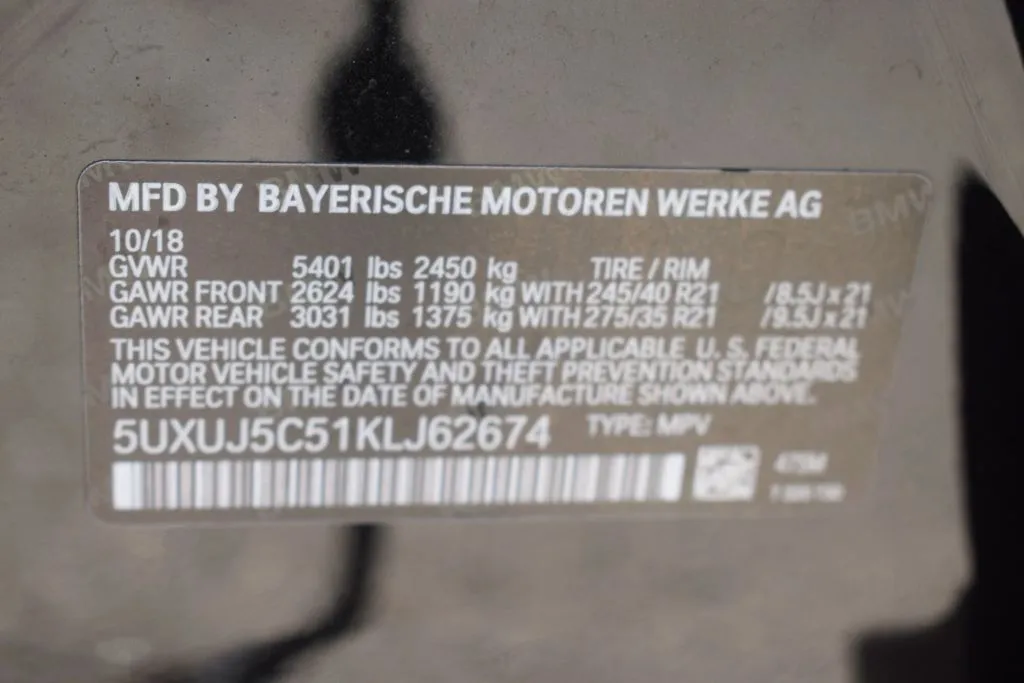 MFD BY BAYERISCHE MOTOREN WERKE AG
10/18
GVWR 5401 lbs 2450 kg TIRE / RIM
GAWR FRONT 2624 lbs 1190 kg WITH 245/40 R21 /8.5J x 21
GAWR REAR 3031 lbs 1375 kg WITH 275/35 R21 /9.5J x 21
THIS VEHICLE CONFORMS TO ALL APPLICABLE U. S. FEDERAL
MOTOR VEHICLE SAFETY AND THEFT PREVENTION STANDARDS
IN EFFECT ON THE DATE OF MANUFACTURE SHOWN ABOVE.
5UXUJ5C51KLJ62674 TYPE: MPV